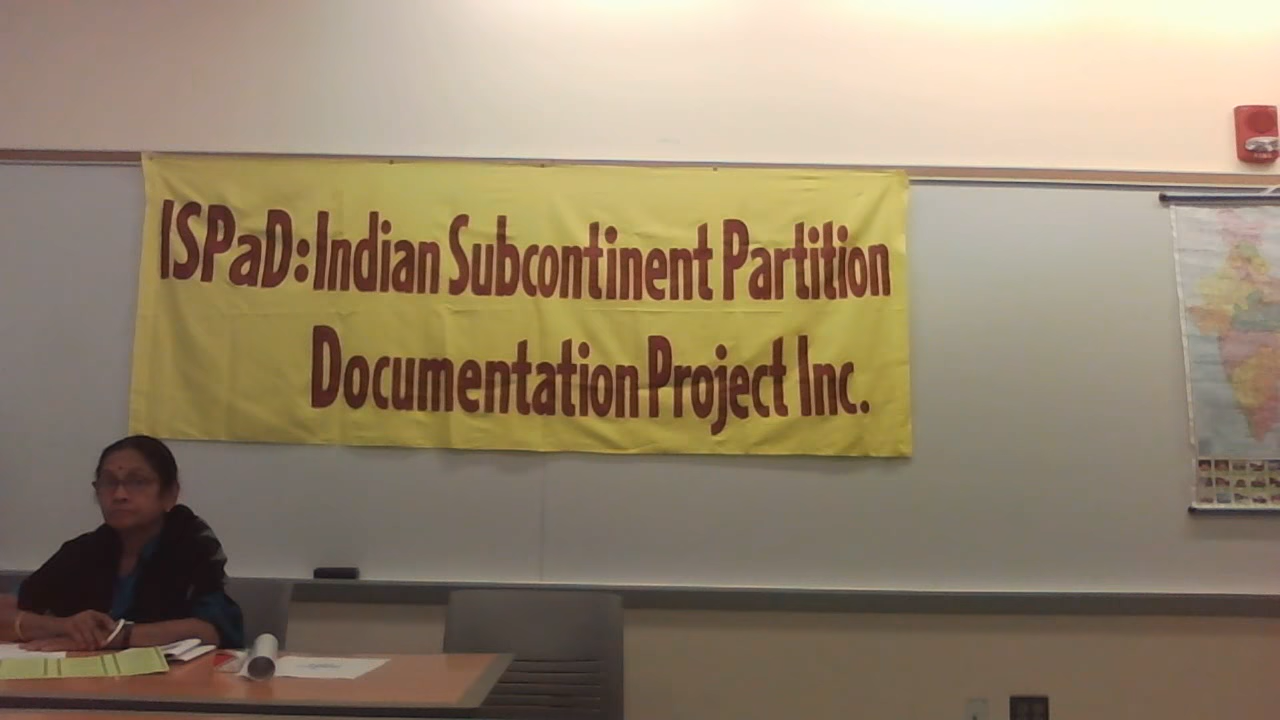 ISPaD: Indian Subcontinent Partition
Documentation Project Inc.